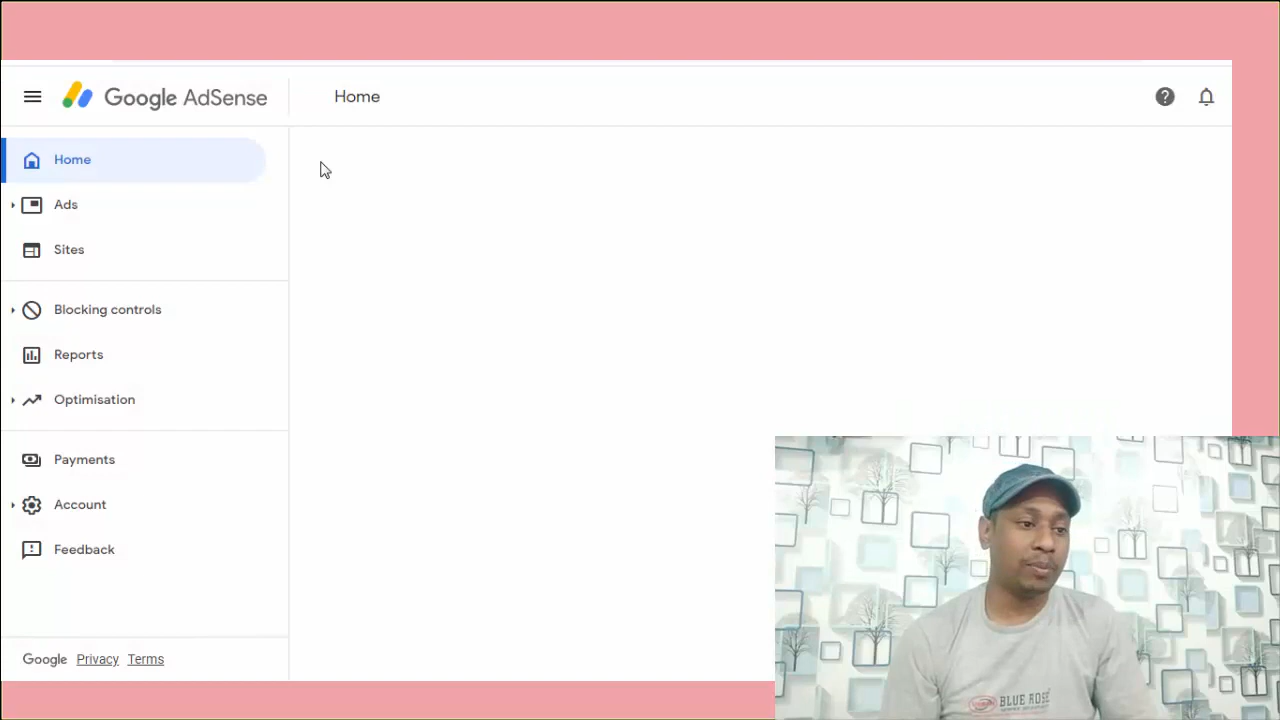 Google AdSense
Home
Home
Ads
Sites
Blocking controls
Reports
Optimisation
Payments
Account
Feedback
Google Privacy Terms
BLUE ROSE